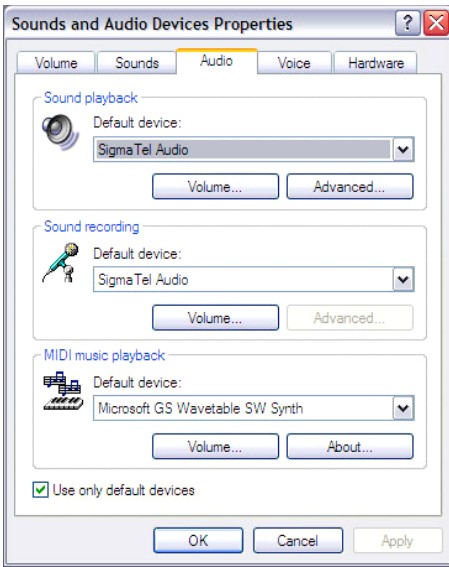 Sounds and Audio Devices Properties
Volume Sounds Audio Voice Hardware
Sound playback
Default device:
SigmaTel Audio
Volume... Advanced...
Sound recording
Default device:
SigmaTel Audio
Volume... Advanced...
MIDI music playback
Default device:
Microsoft GS Wavetable SW Synth
Volume... About...
Use only default devices
OK Cancel Apply